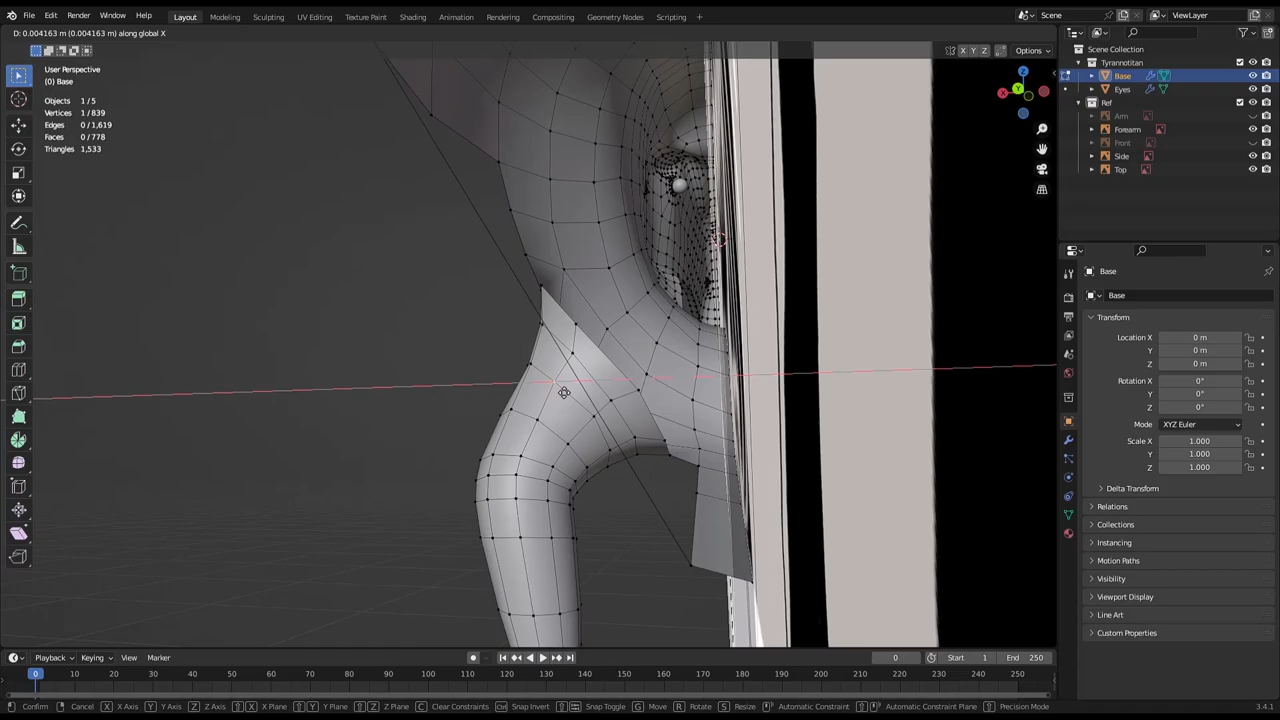 File Edit Render Window Help Layout Modeling Sculpting UV Editing Texture Paint Shading Animation Rendering Compositing Geometry Nodes Scripting + Scene ViewLayer
D: 0.004163 m (0.004163 m) along global X
X Y Z Options
User Perspective
(0) Base
Objects 1 / 5
Vertices 1 / 839
Edges 0 / 1,619
Faces 0 / 778
Triangles 1,533
Z
X
Y
Scene Collection
Tyrannotitan
Base
Eyes
Ref
Arm
Forearm
Front
Side
Top
Base
Base
Transform
Location X 0 m
Y 0 m
Z 0 m
Rotation X 0°
Y 0°
Z 0°
Mode XYZ Euler
Scale X 1.000
Y 1.000
Z 1.000
Delta Transform
Relations
Collections
Instancing
Motion Paths
Visibility
Viewport Display
Line Art
Custom Properties
Playback Keying View Marker 0 Start 1 End 250
0 10 20 30 40 50 60 70 80 90 100 110 120 130 140 150 160 170 180 190 200 210 220 230 240 250
Confirm Cancel X X Axis Y Y Axis Z Z Axis X X Plane Y Y Plane Z Z Plane C Clear Constraints Ctrl Snap Invert Snap Toggle G Move R Rotate S Resize Automatic Constraint Automatic Constraint Plane Precision Mode 3.4.1